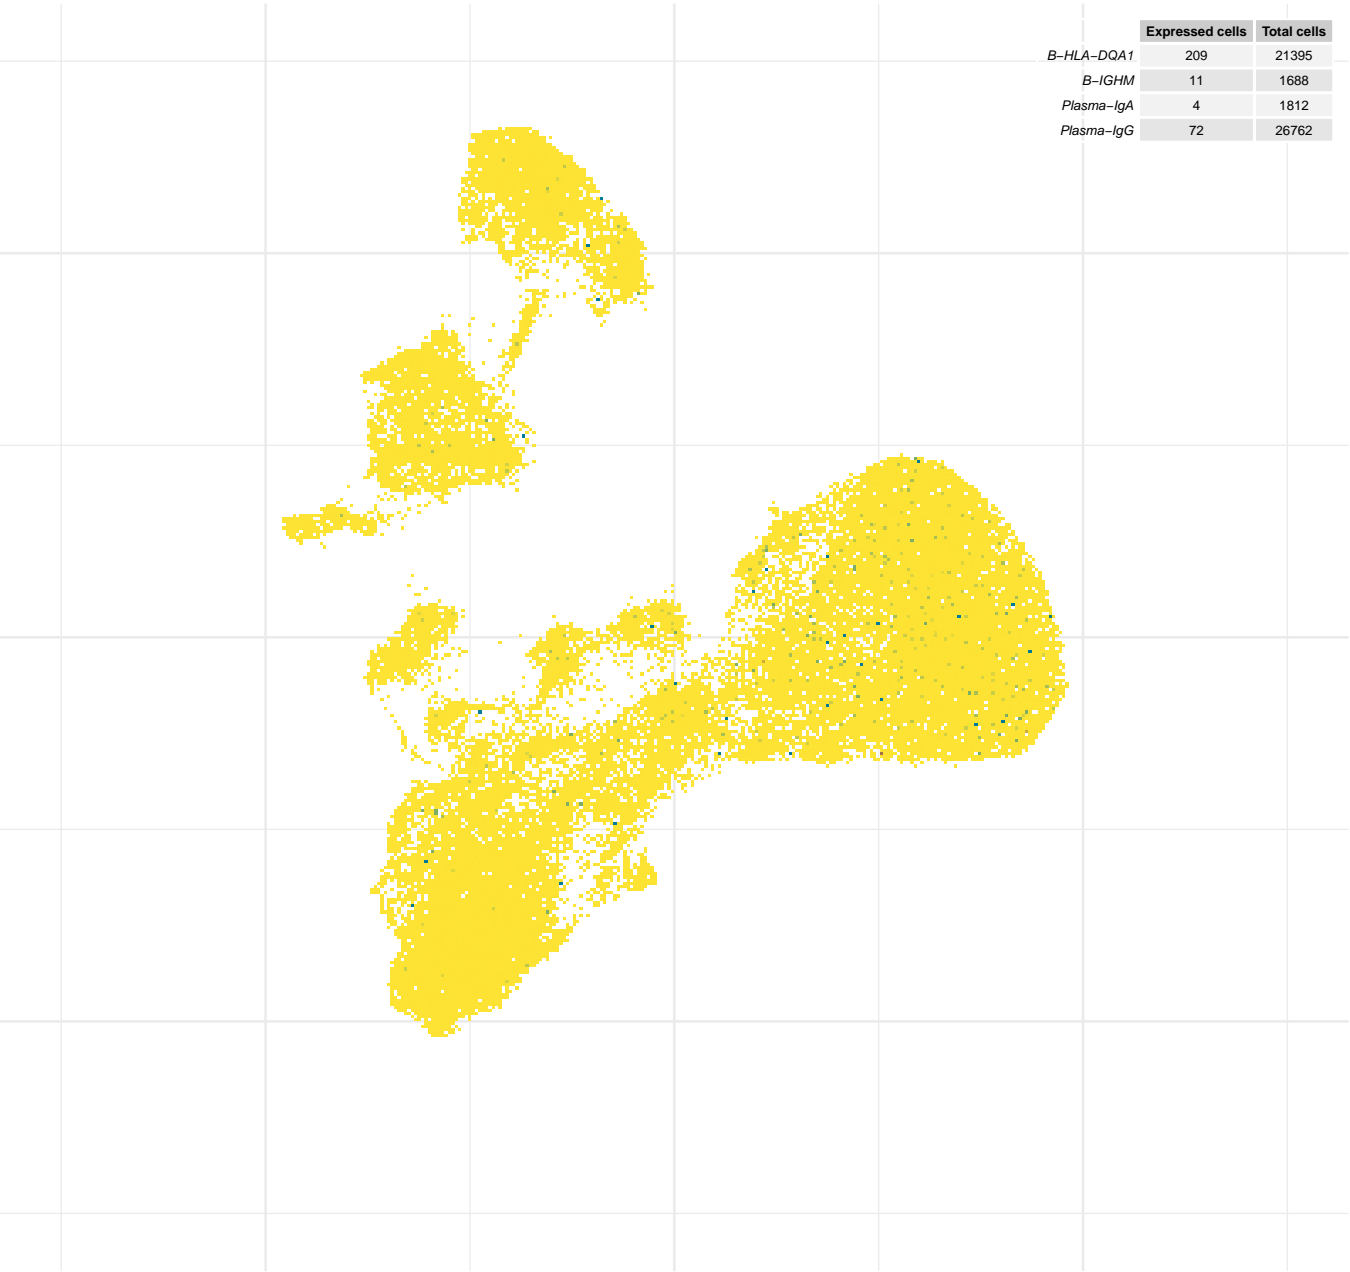 Expressed cells Total cells
B−HLA−DQA1 209 21395
B−IGHM 11 1688
Plasma−IgA 4 1812
Plasma−IgG 72 26762